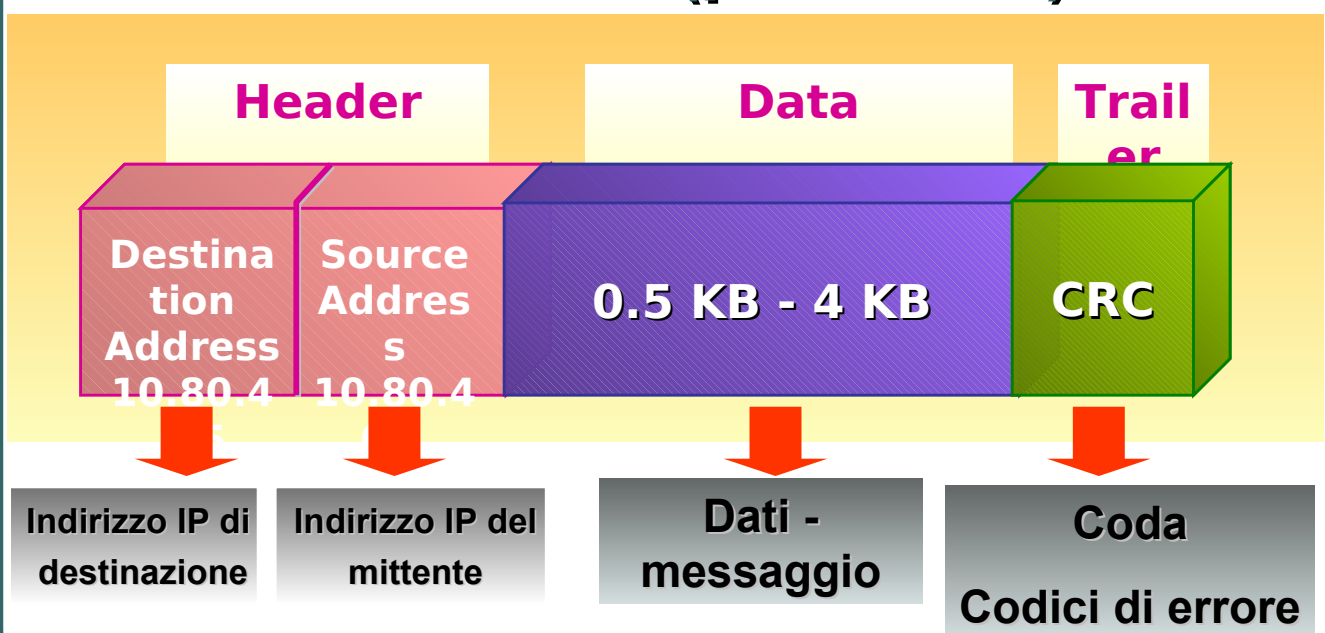 Header
Data
Trail
er
Destina
tion
Address
10.80.4
Source
Addres
s
10.80.4
0.5 KB - 4 KB
CRC
Indirizzo IP di
destinazione
Indirizzo IP del
mittente
Dati -
messaggio
Coda
Codici di errore